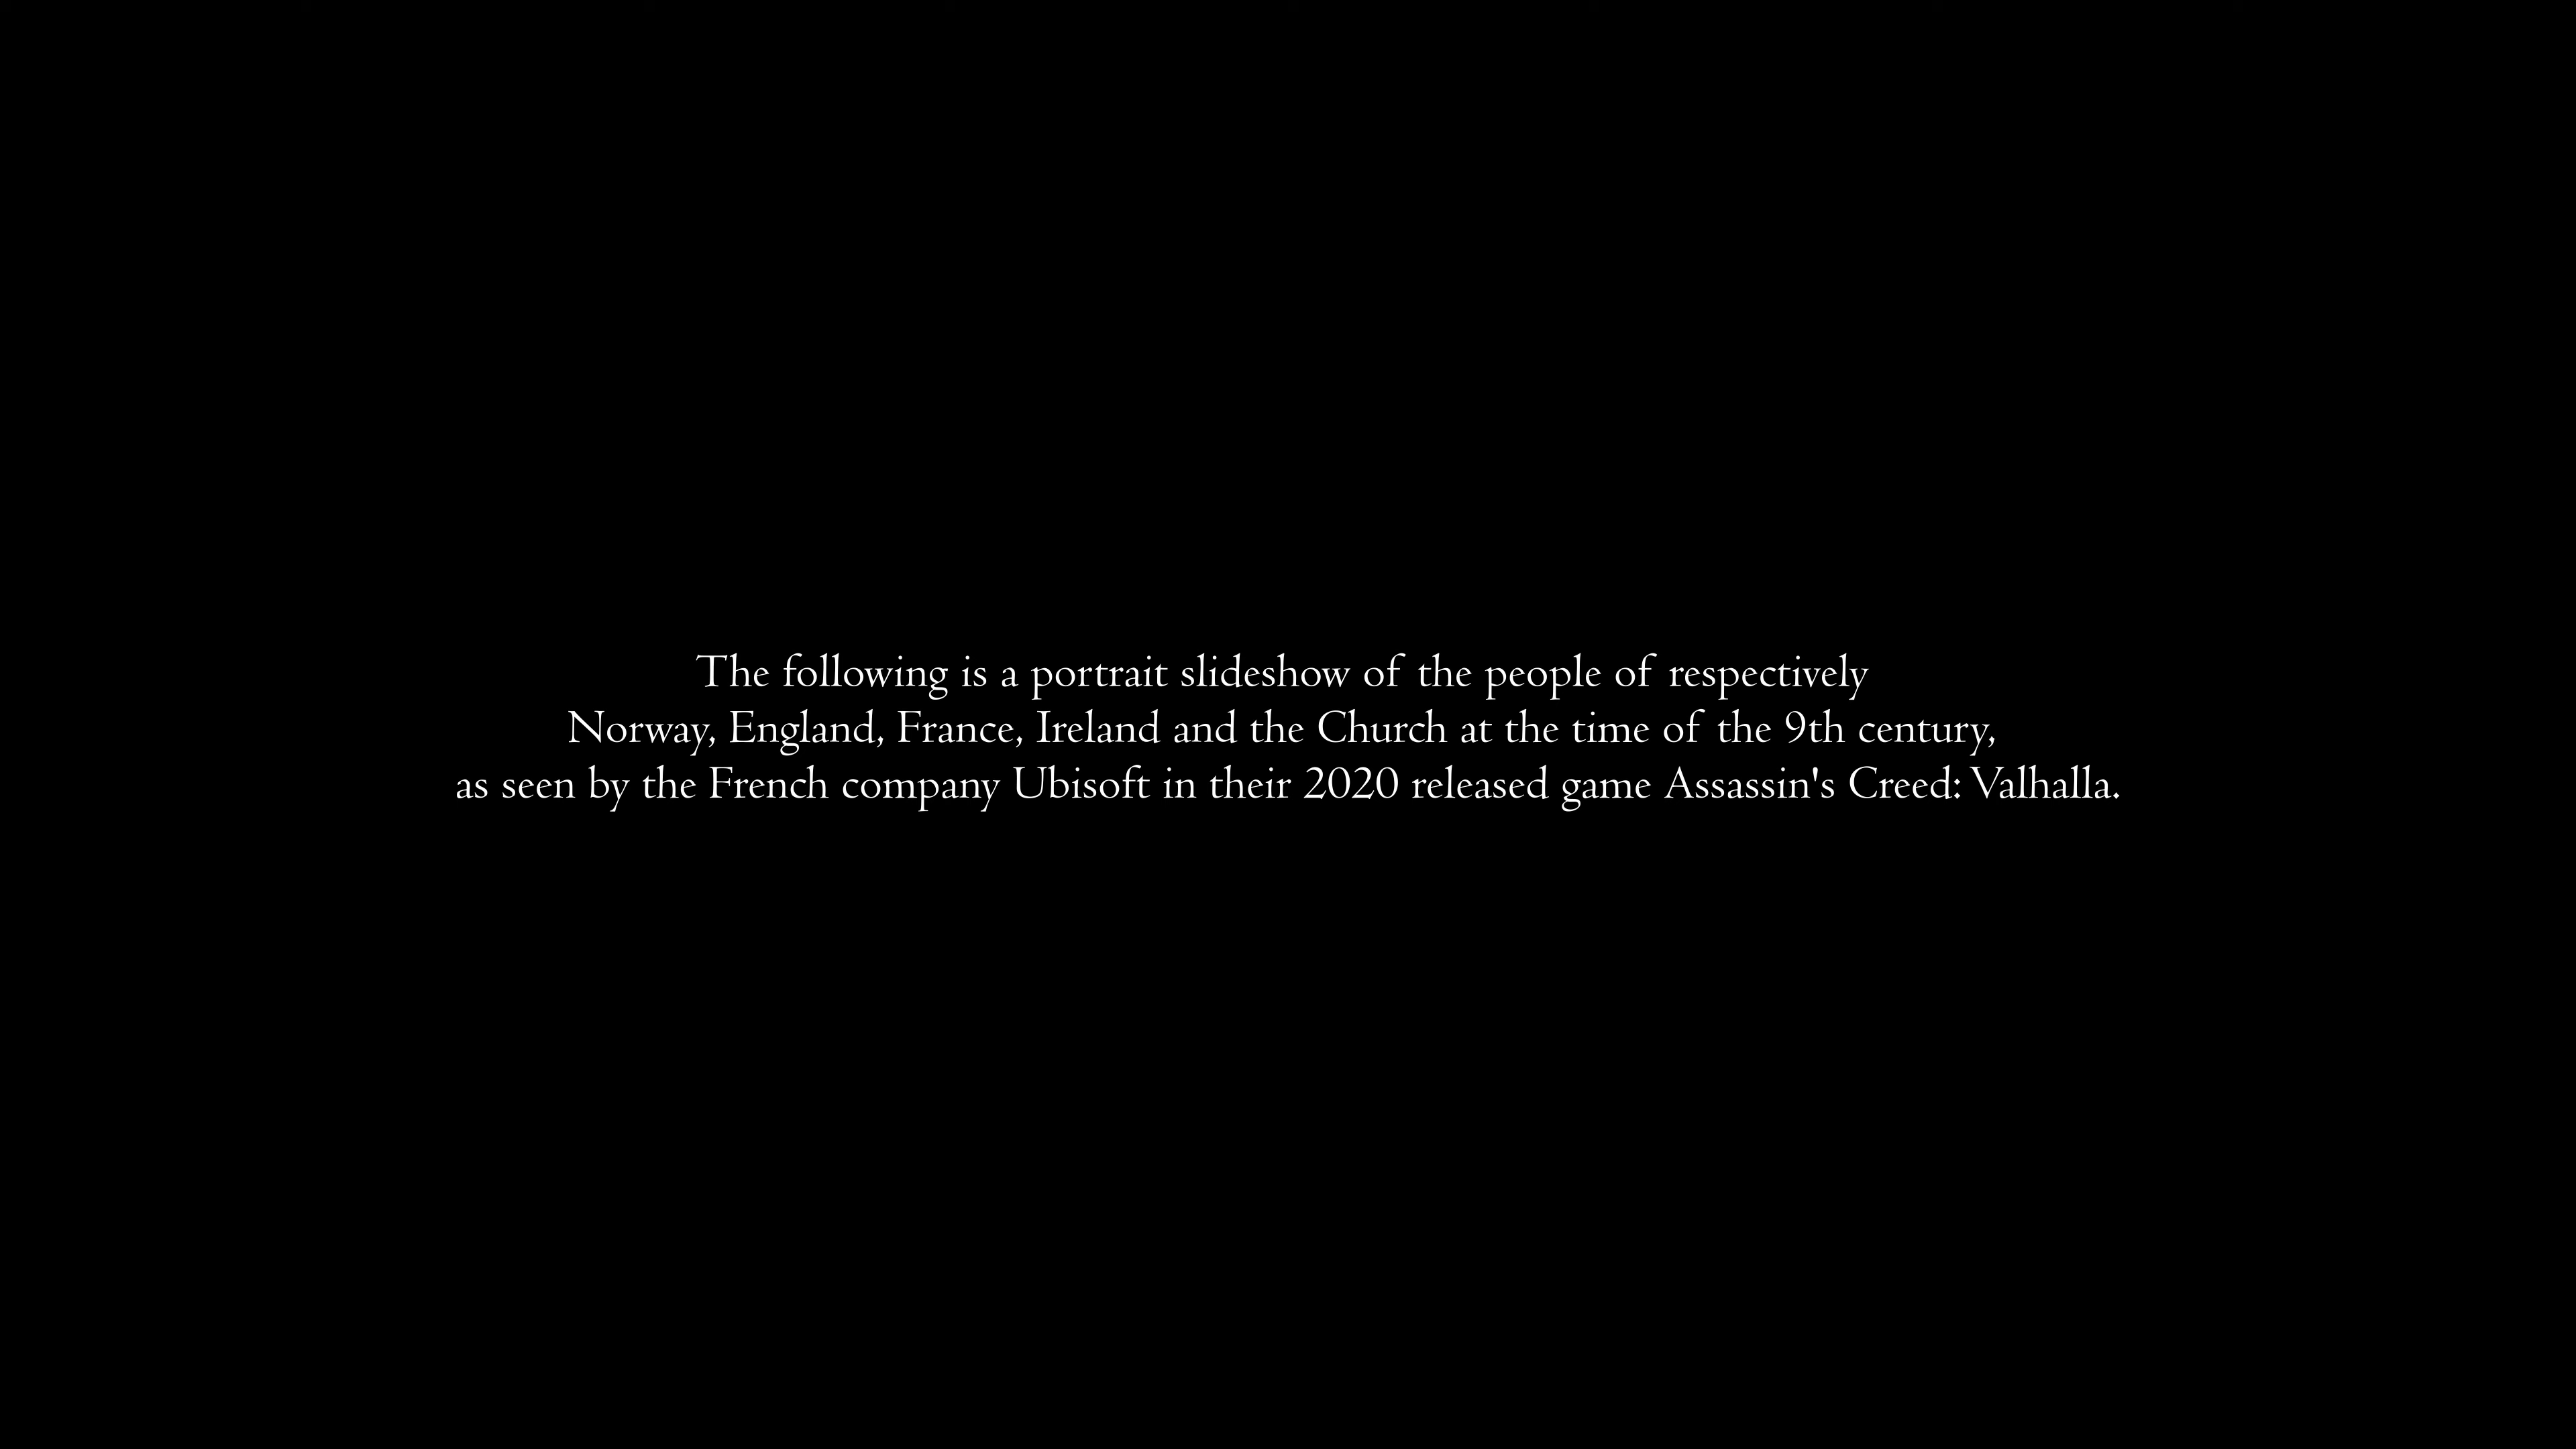 The following is a portrait slideshow of the people of respectively
Norway, England, France, Ireland and the Church at the time of the 9th century,
as seen by the French company Ubisoft in their 2020 released game Assassin's Creed: Valhalla.